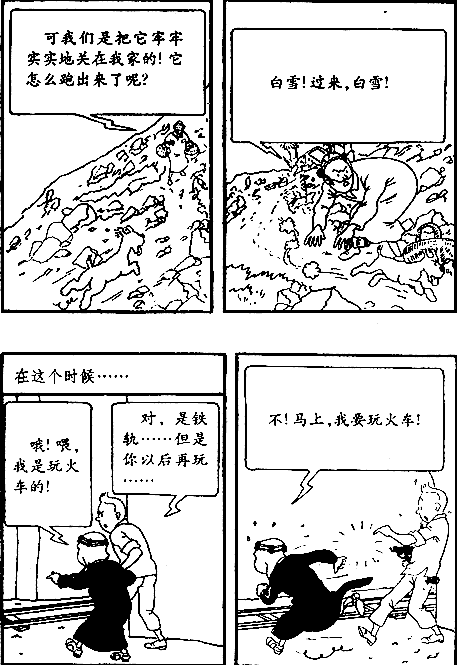 可我们是把它牢牢
实实地关在我家的！它
怎么跑出来了呢？
白雪！过来，白雪！
在这个时候……
哦！喂，
我是玩火
车的！
对，是铁
轨……但是
你以后再玩
……
不！马上，我要玩火车！